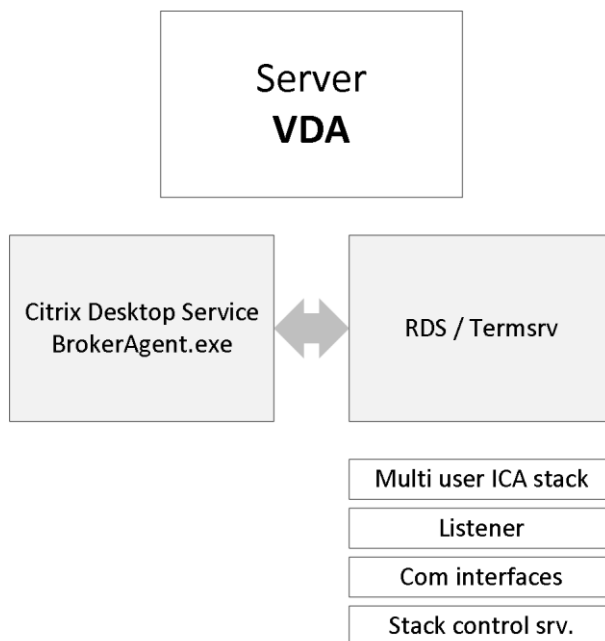 Server
VDA
Citrix Desktop Service
BrokerAgent.exe
RDS / Termsrv
Multi user ICA stack
Listener
Com interfaces
Stack control srv.